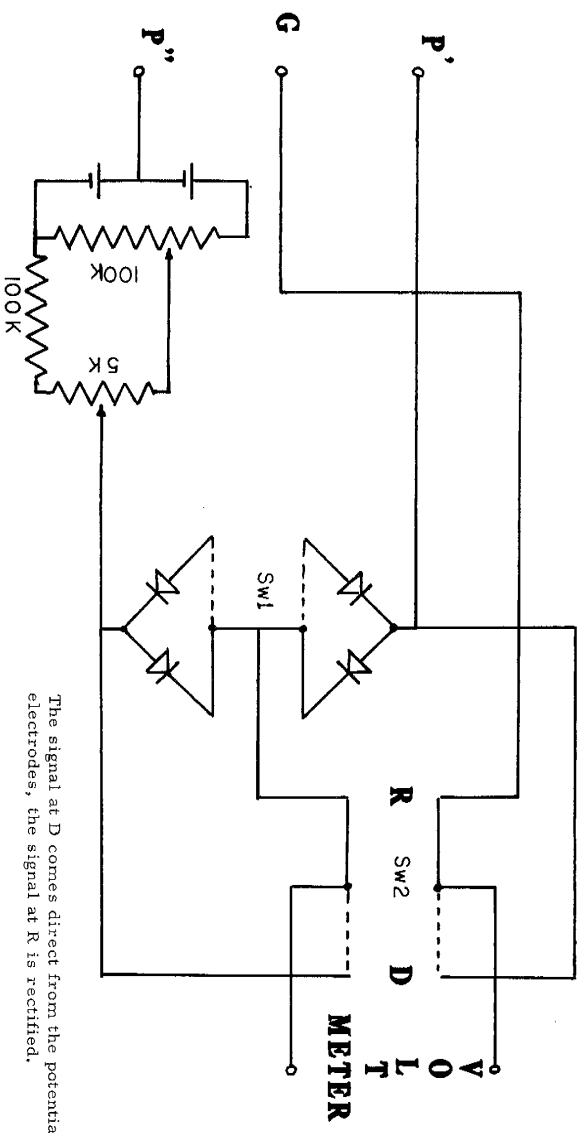 P'
G
P"
100K
100K
5K
Sw1
R
Sw2
D
V
O
L
T
METER
The signal at D comes direct from the potentia
electrodes, the signal at R is rectified.